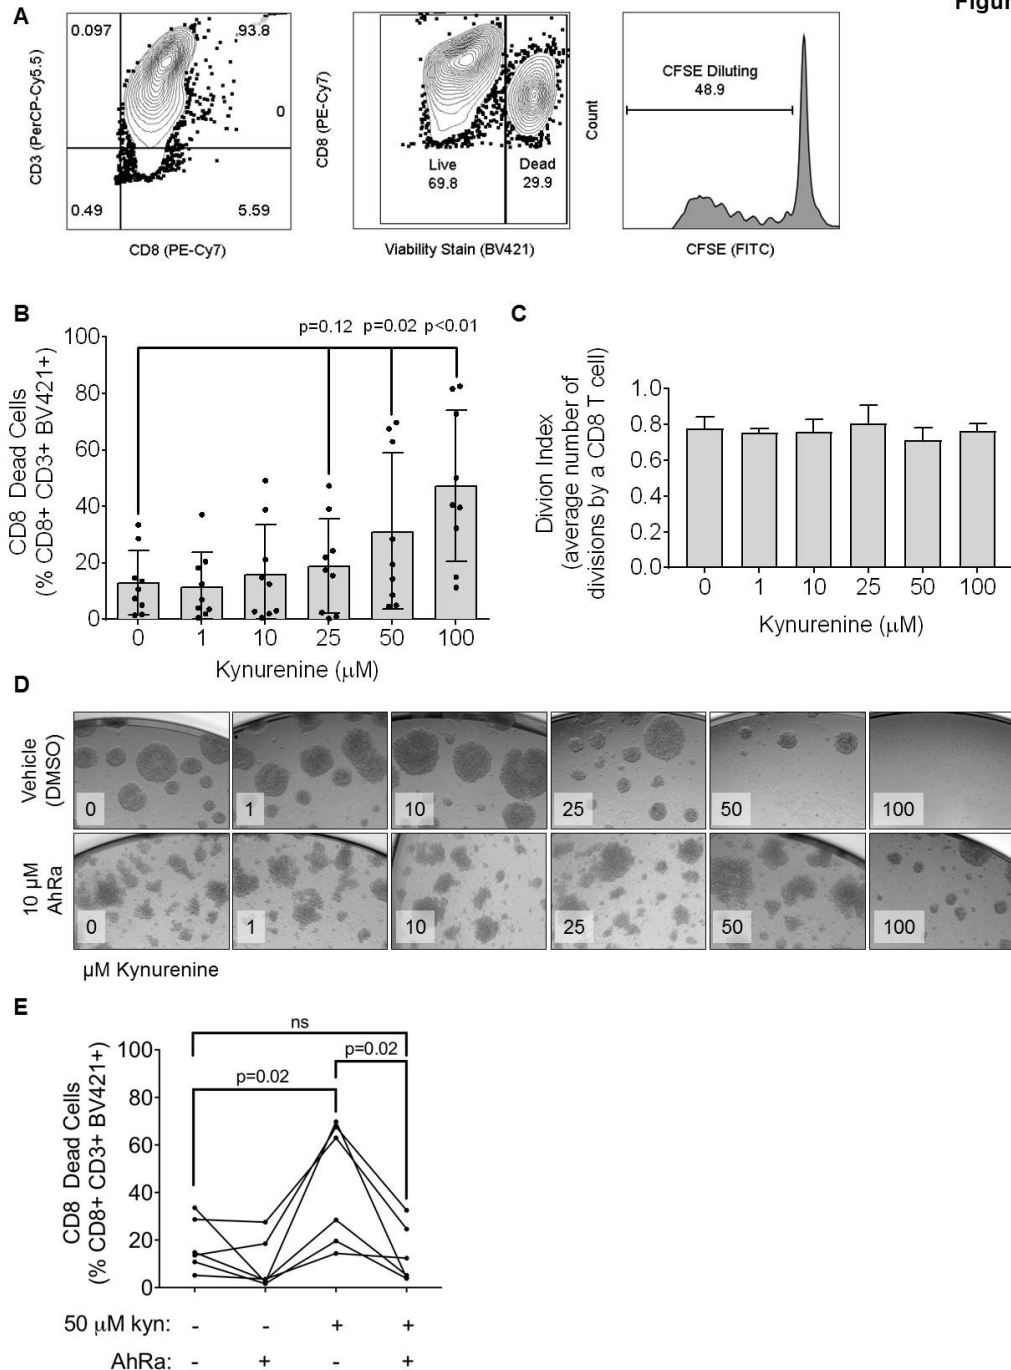 Figur
A
0.097
93.8
0
0.49
5.59
CD3 (PerCP-Cy5.5)
CD8 (PE-Cy7)
CD8 (PE-Cy7)
Live
69.8
Dead
29.9
Viability Stain (BV421)
Count
CFSE Diluting
48.9
CFSE (FITC)
B
p=0.12 p=0.02 p<0.01
CD8 Dead Cells
(% CD8+ CD3+ BV421+)
100
80
60
40
20
0
0 1 10 25 50 100
Kynurenine (μM)
C
Divion Index
(average number of
divisions by a CD8 T cell)
1.0
0.8
0.6
0.4
0.2
0.0
0 1 10 25 50 100
Kynurenine (μM)
D
Vehicle
(DMSO)
0 1 10 25 50 100
10 μM
AhRa
0 1 10 25 50 100
μM Kynurenine
E
ns
p=0.02
p=0.02
CD8 Dead Cells
(% CD8+ CD3+ BV421+)
100
80
60
40
20
0
50 μM kyn: - - + +
AhRa: - + - +